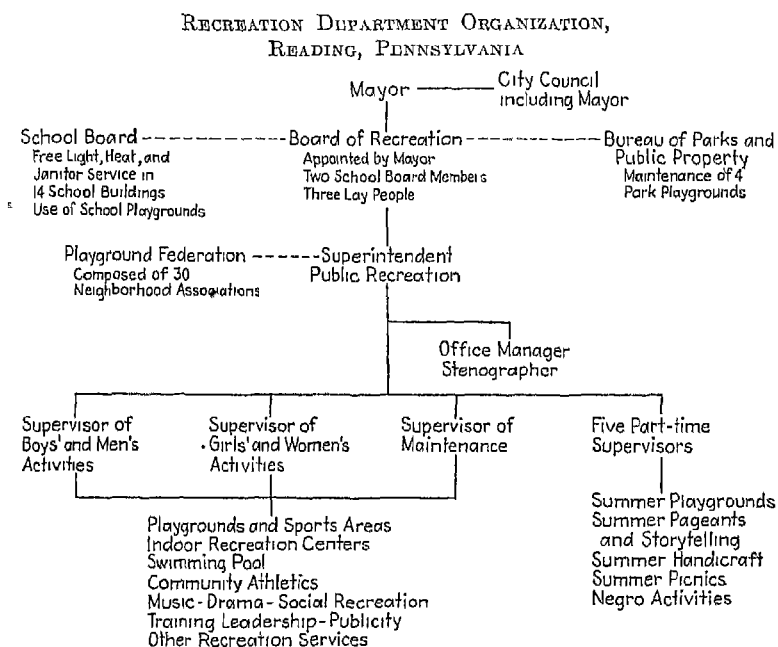 RECREATION DEPARTMENT ORGANIZATION,
READING, PENNSYLVANIA
Mayor
City Council
including Mayor
School Board
Free Light, Heat, and
Janitor Service in
14 School Buildings
Use of School Playgrounds
Board of Recreation
Appointed by Mayor
Two School Board Members
Three Lay People
Bureau of Parks and
Public Property
Maintenance of 4
Park Playgrounds
Playground Federation
Composed of 30
Neighborhood Associations
Superintendent
Public Recreation
Office Manager
Stenographer
Supervisor of
Boys' and Men's
Activities
Supervisor of
Girls' and Women's
Activities
Supervisor of
Maintenance
Five Part-time
Supervisors
Playgrounds and Sports Areas
Indoor Recreation Centers
Swimming Pool
Community Athletics
Music-Drama-Social Recreation
Training Leadership-Publicity
Other Recreation Services
Summer Playgrounds
Summer Pageants
and Storytelling
Summer Handicraft
Summer Picnics
Negro Activities